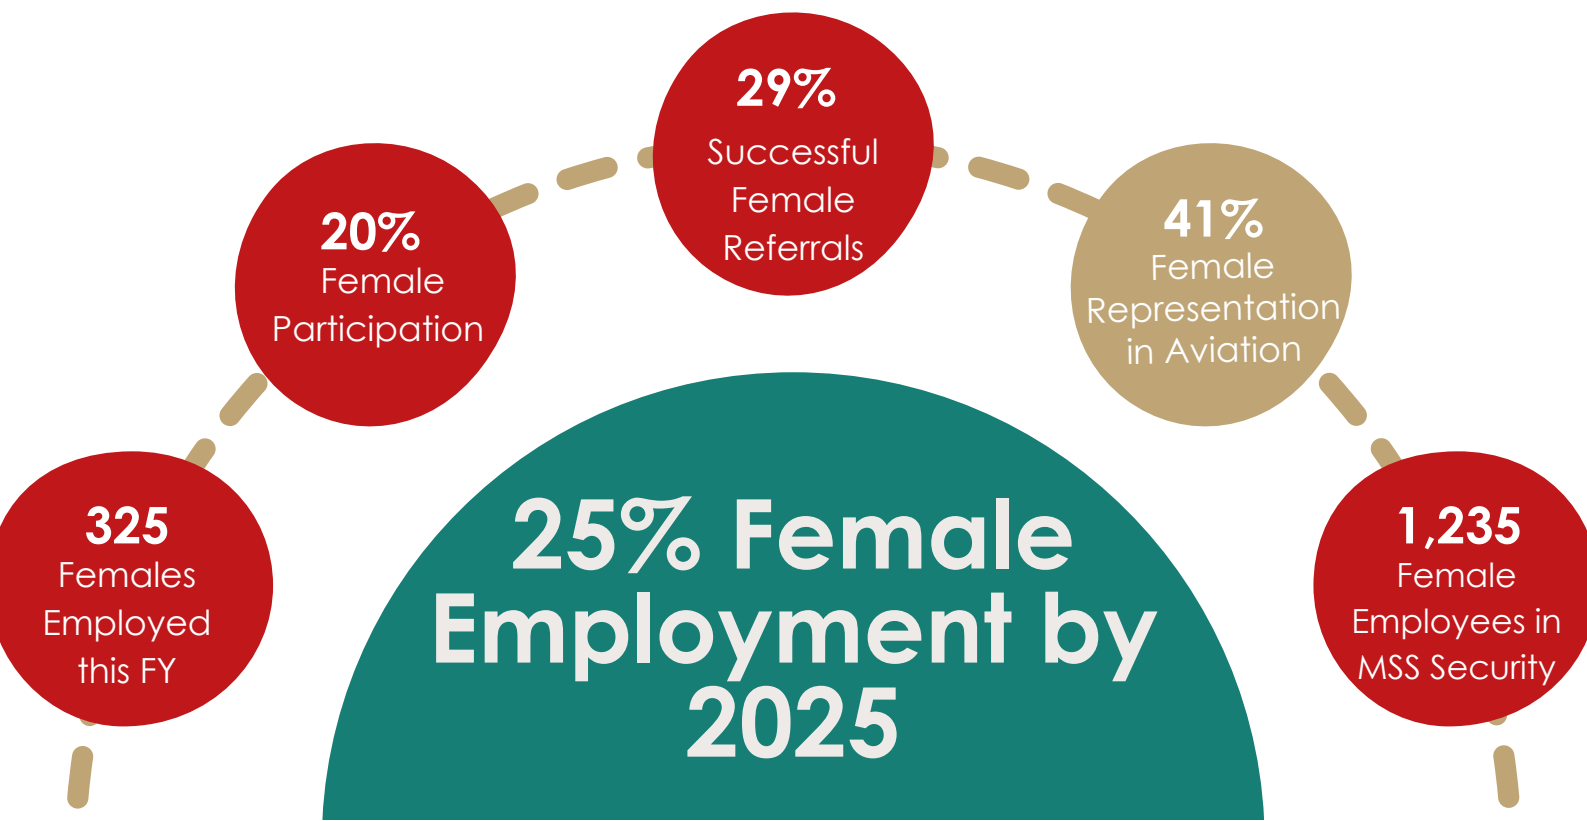 29%
Successful
Female
Referrals
20%
Female
Participation
41%
Female
Representation
in Aviation
325
Females
Employed
this FY
25% Female
Employment by
2025
1,235
Female
Employees in
MSS Security